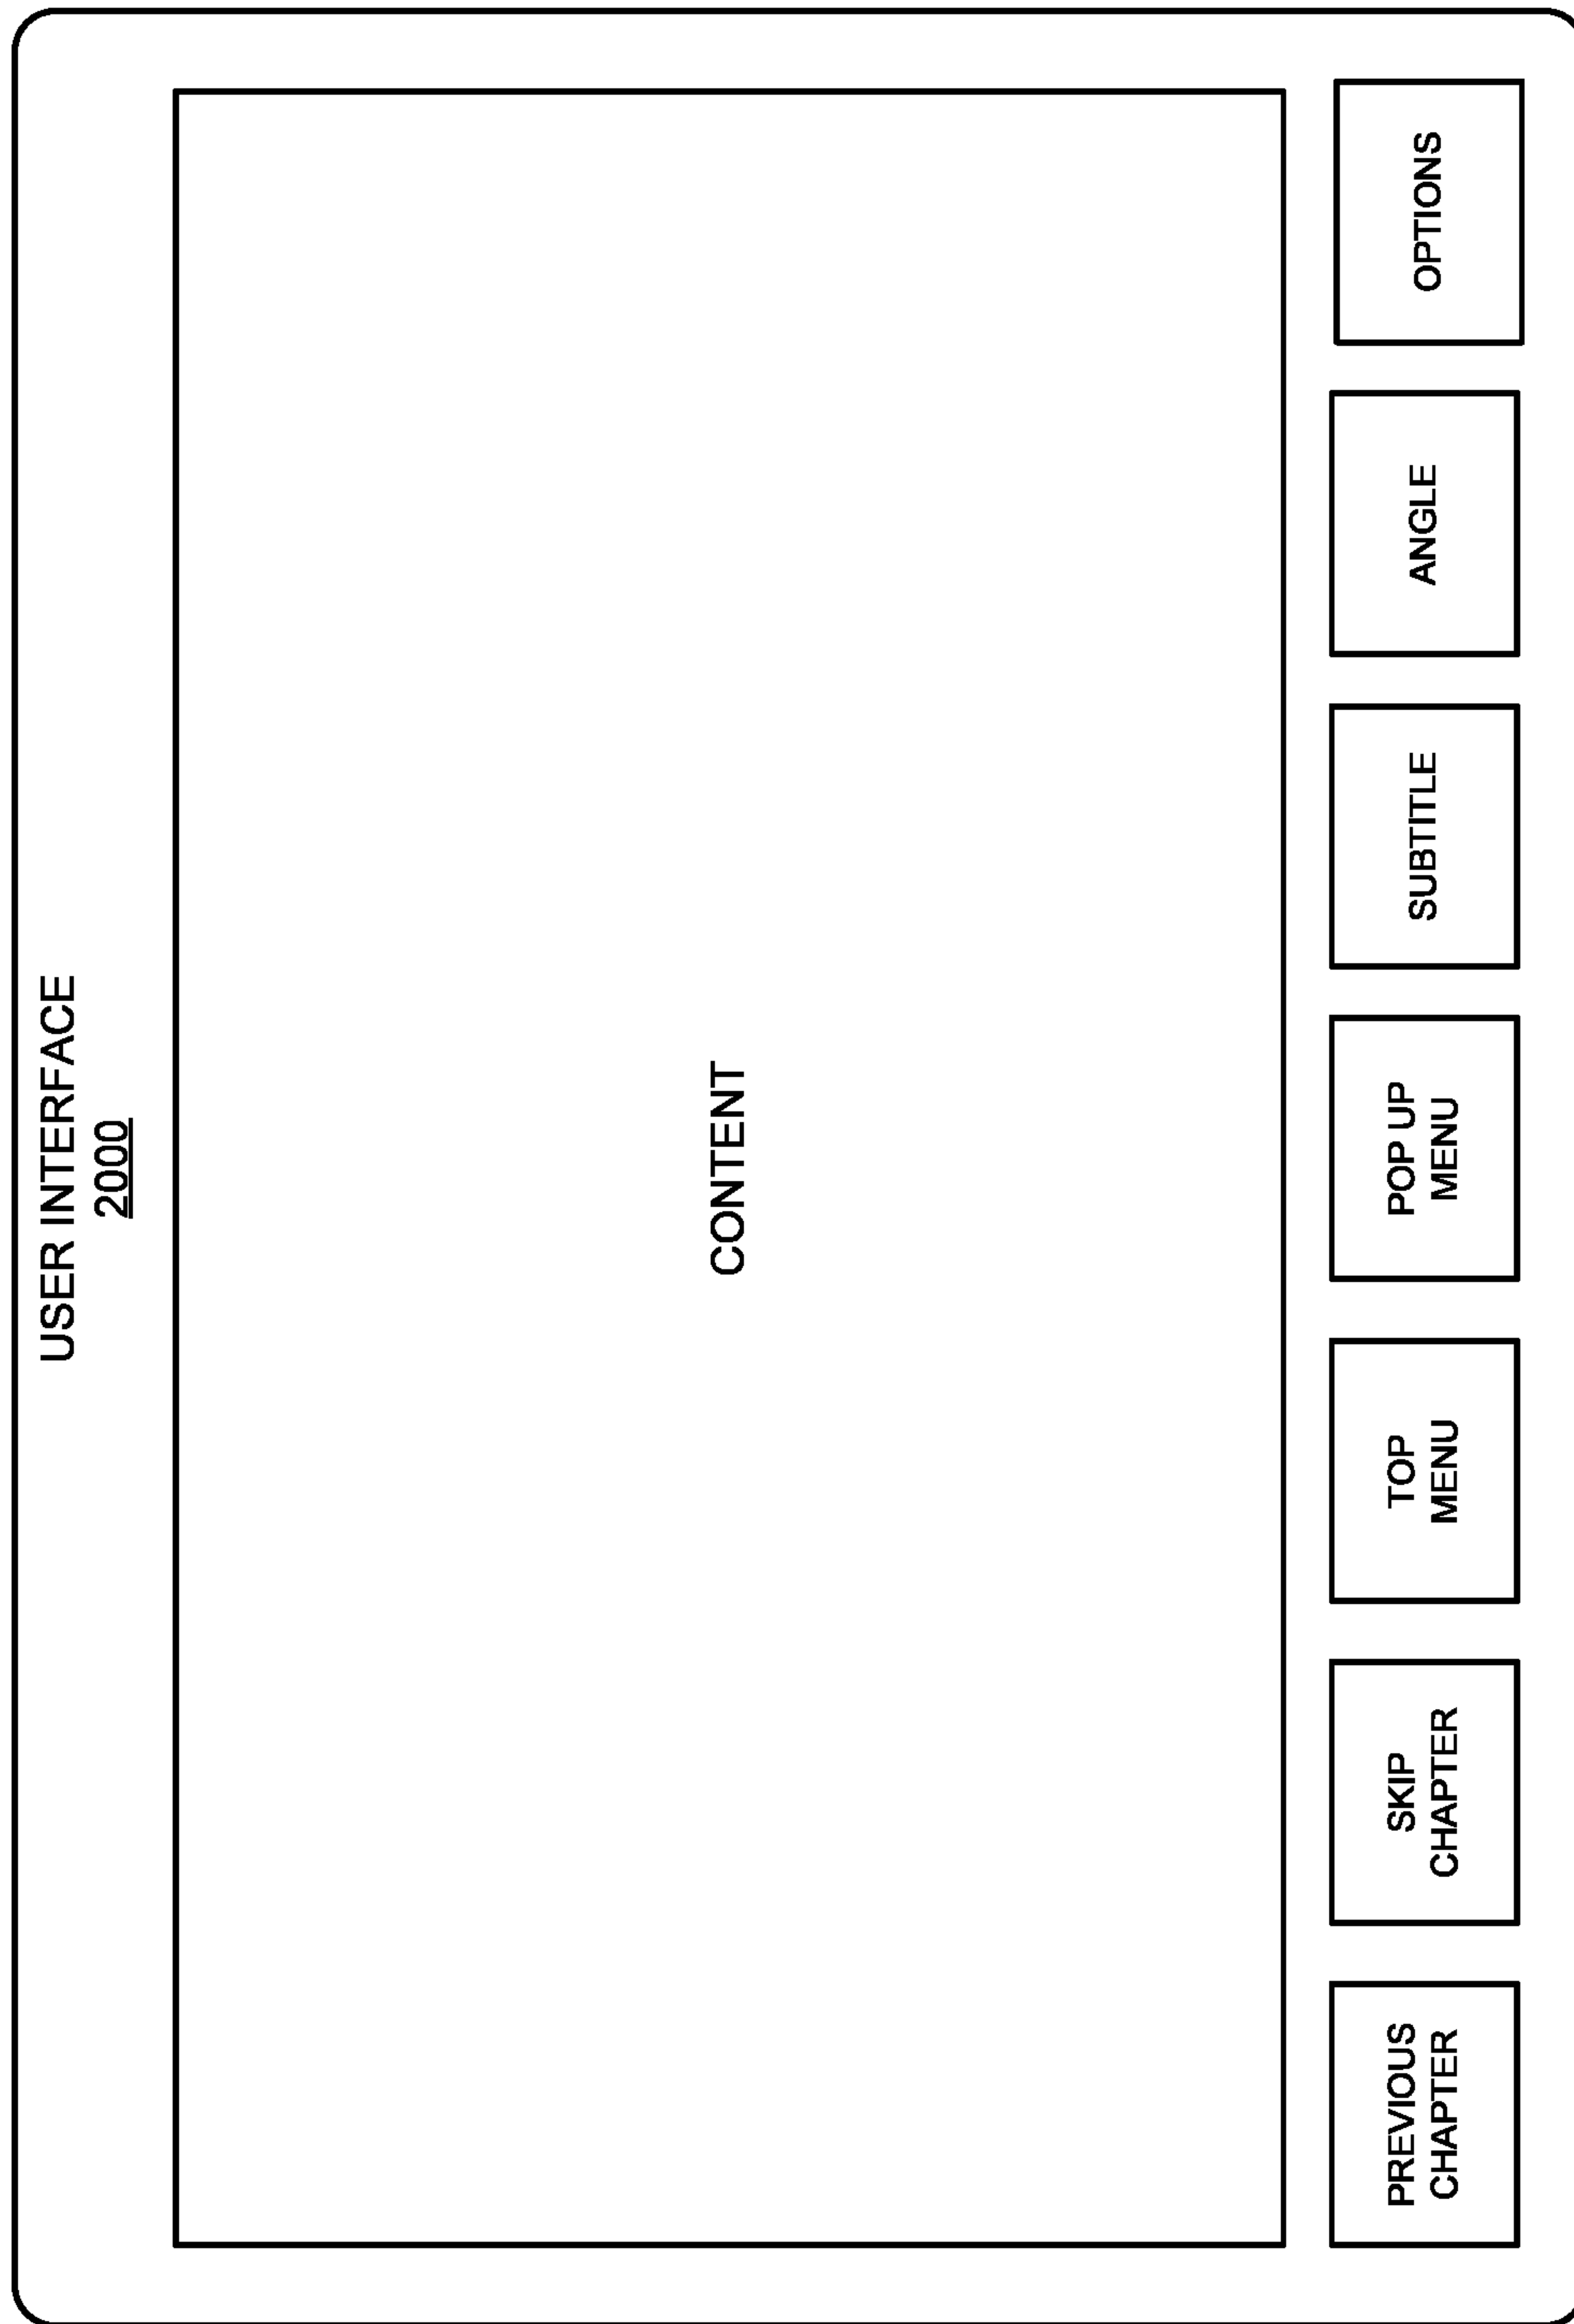 USER INTERFACE
2000
CONTENT
PREVIOUS
CHAPTER
SKIP
CHAPTER
TOP
MENU
POP UP
MENU
SUBTITLE
ANGLE
OPTIONS